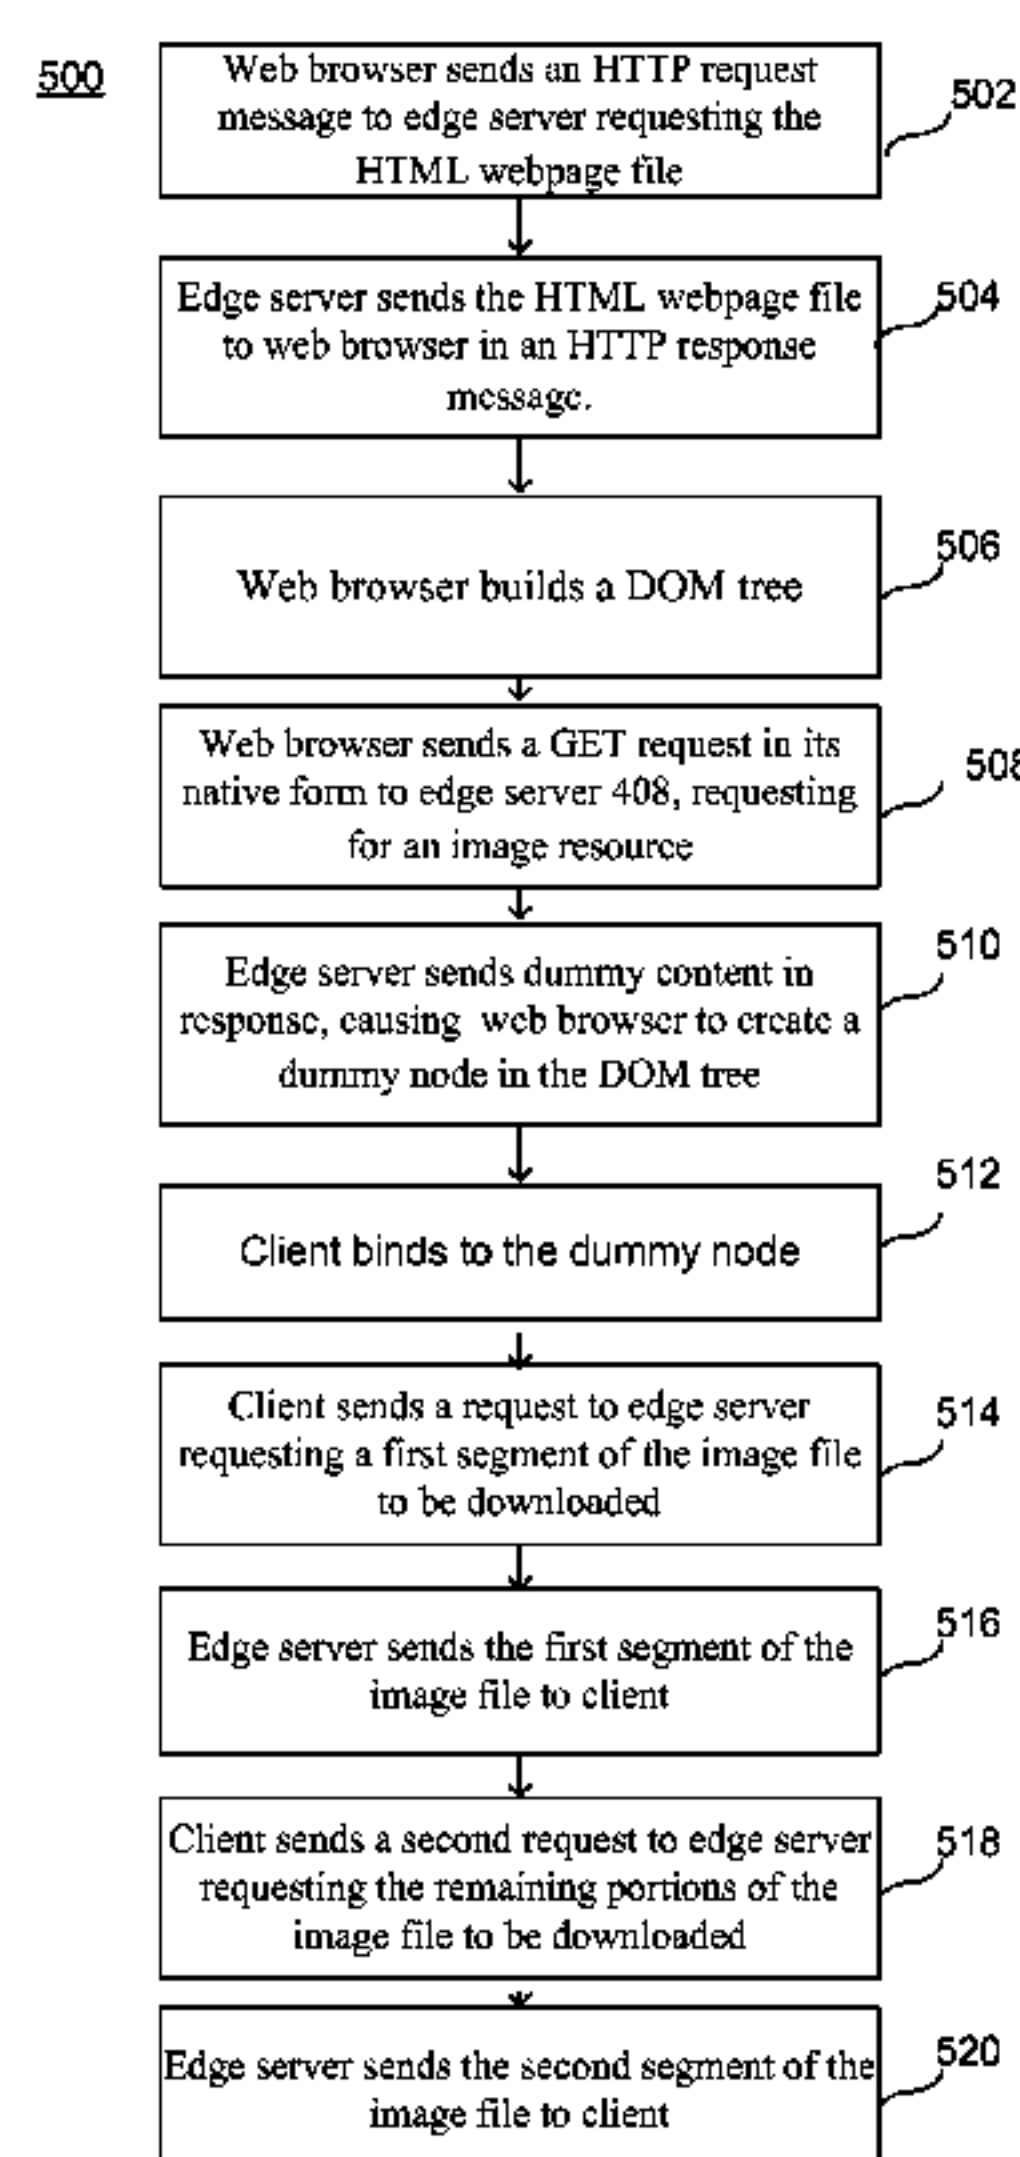 500
Web browser sends an HTTP request
message to edge server requesting the
HTML webpage file
502
Edge server sends the HTML webpage file
to web browser in an HTTP response
message.
504
Web browser builds a DOM tree
506
Web browser sends a GET request in its
native form to edge server 408, requesting
for an image resource
508
Edge server sends dummy content in
response, causing web browser to create a
dummy node in the DOM tree
510
Client binds to the dummy node
512
Client sends a request to edge server
requesting a first segment of the image file
to be downloaded
514
Edge server sends the first segment of the
image file to client
516
Client sends a second request to edge server
requesting the remaining portions of the
image file to be downloaded
518
Edge server sends the second segment of the
image file to client
520